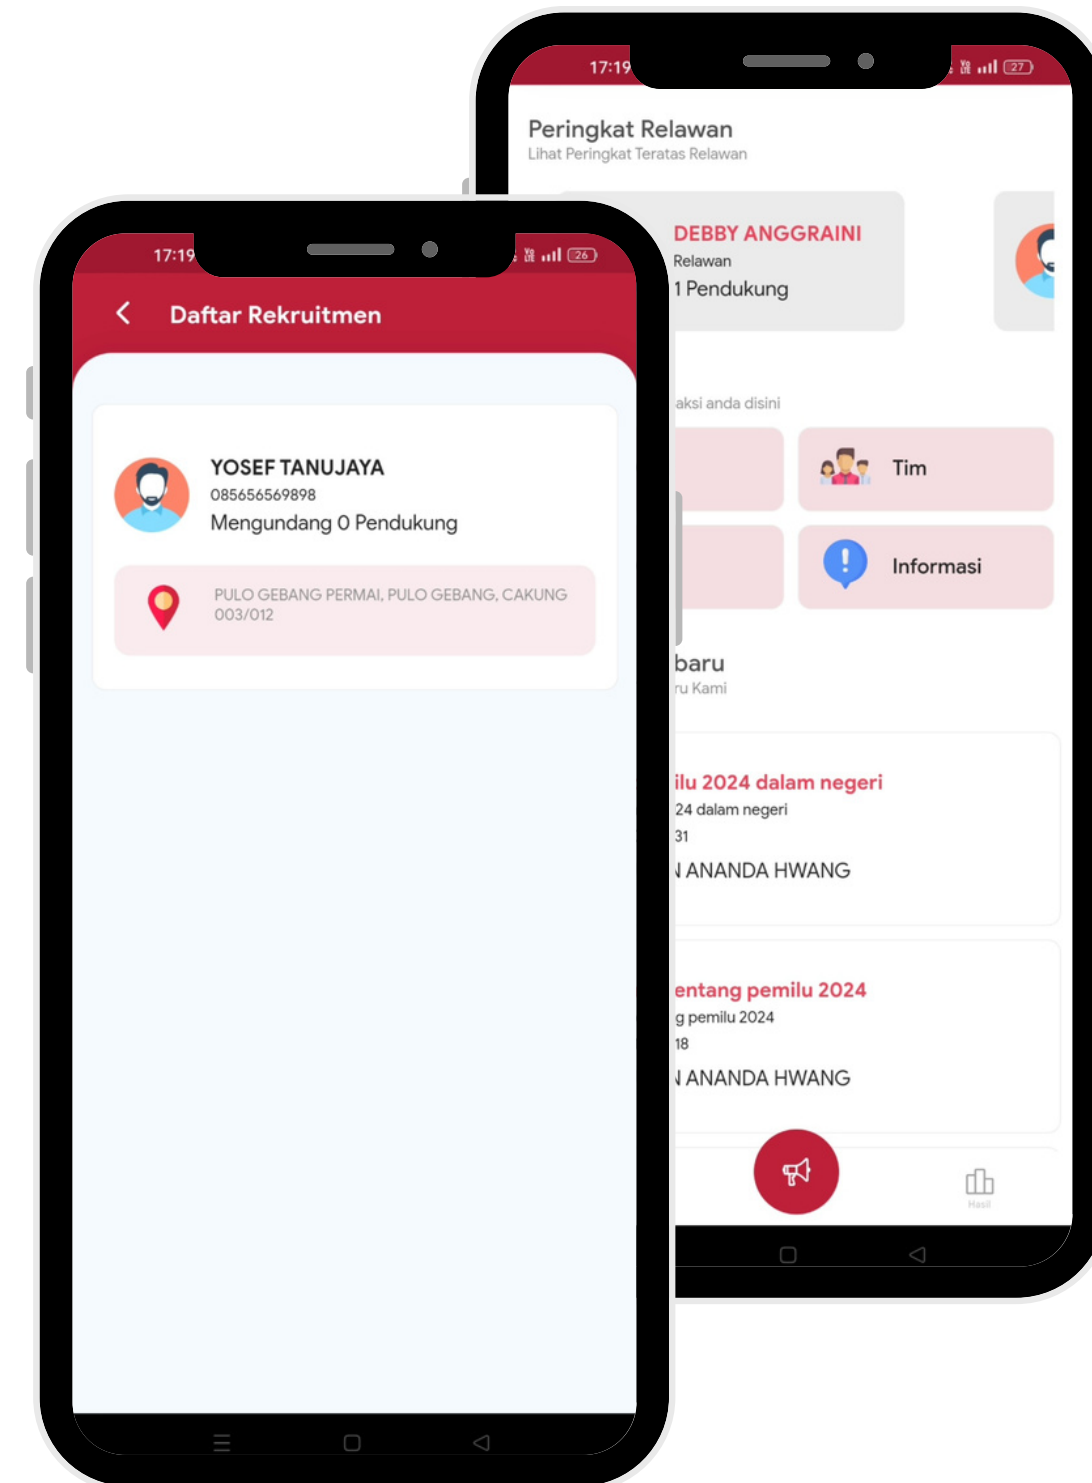 17:19
26
Daftar Rekruitmen
YOSEF TANUJAYA
085656569898
Mengundang 0 Pendukung
PULO GEBANG PERMAI, PULO GEBANG, CAKUNG
003/012
17:19
27
Peringkat Relawan
Lihat Peringkat Teratas Relawan
DEBBY ANGGRAINI
Relawan
1 Pendukung
aksi anda disini
Tim
Informasi
baru
ru Kami
ilu 2024 dalam negeri
24 dalam negeri
31
ANANDA HWANG
entang pemilu 2024
g pemilu 2024
18
ANANDA HWANG
Hasil